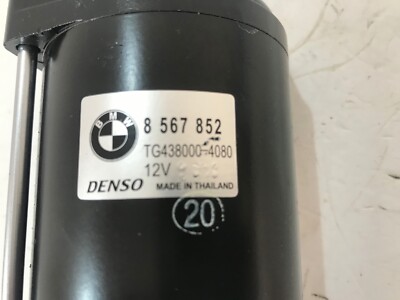 BMW
8 567 852
TG438000-4080
12V
DENSO
MADE IN THAILAND
20